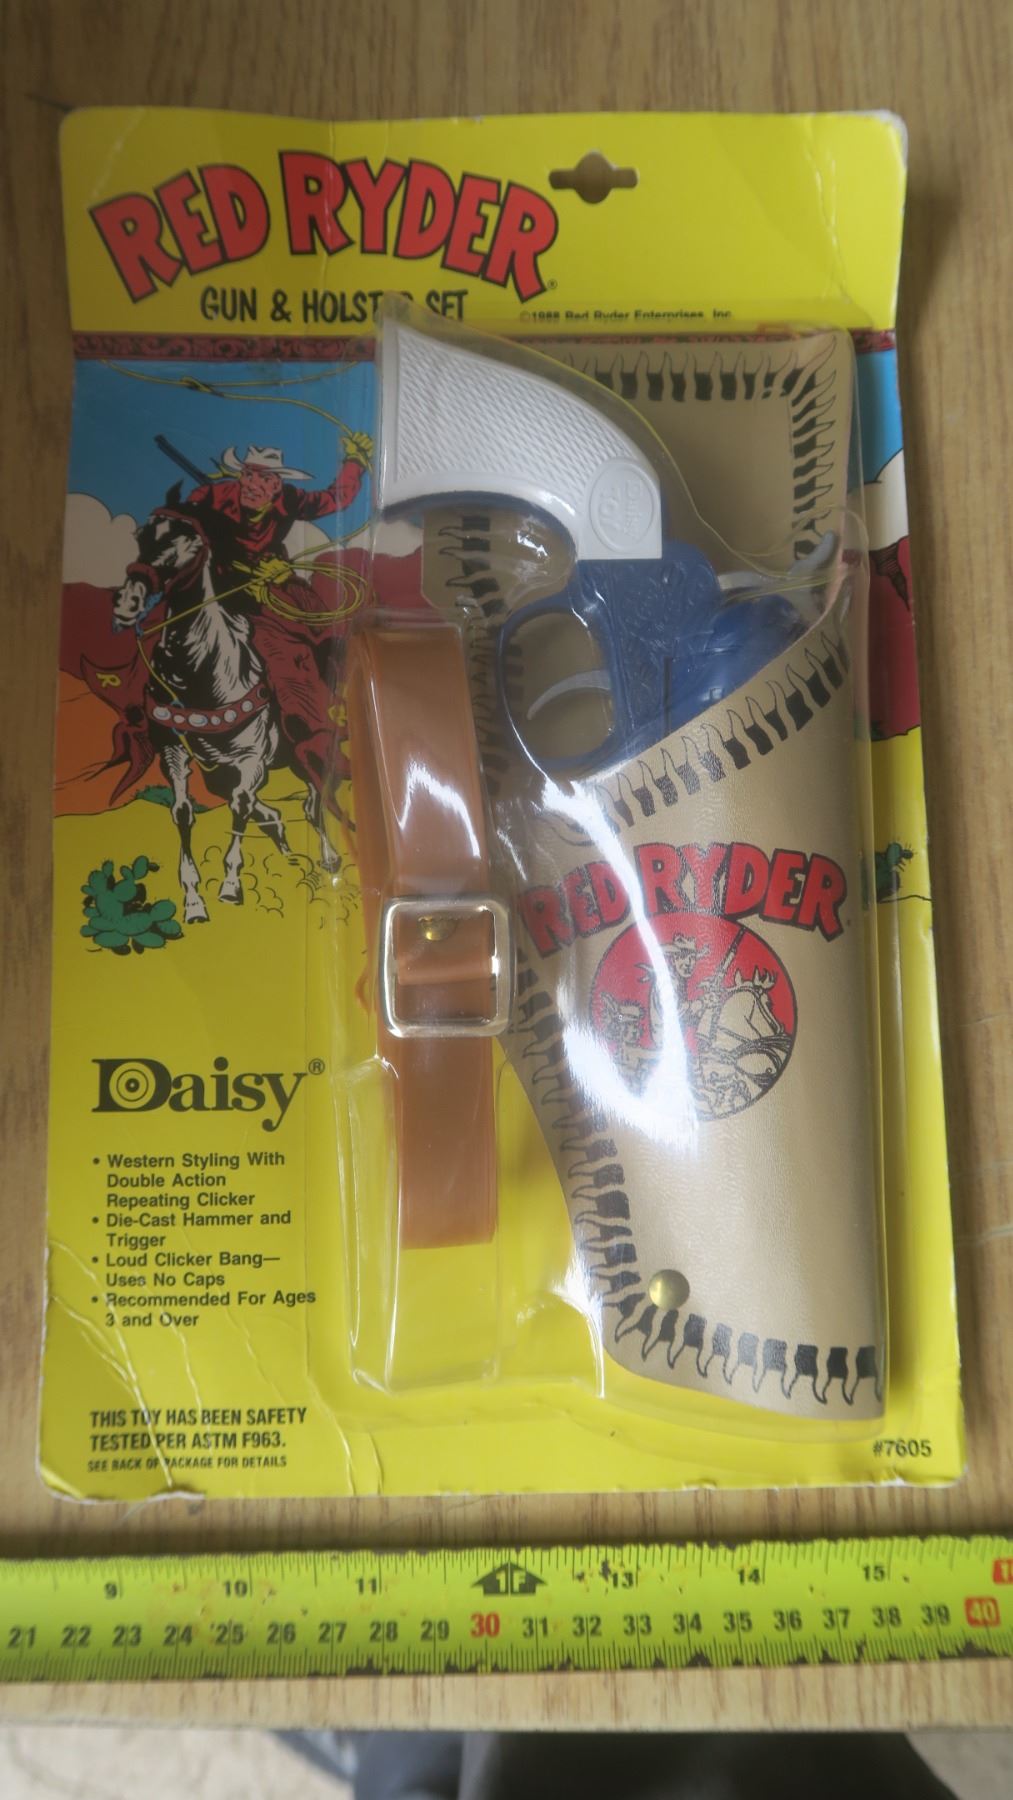 RED RYDER®
GUN & HOLSTER SET
©1988 Red Ryder Enterprises, Inc.
Daisy
R
RED RYDER
Daisy®
• Western Styling With
Double Action
Repeating Clicker
• Die-Cast Hammer and
Trigger
• Loud Clicker Bang—
Uses No Caps
• Recommended For Ages
3 and Over
THIS TOY HAS BEEN SAFETY
TESTED PER ASTM F963.
SEE BACK OF PACKAGE FOR DETAILS
#7605
9 10 11 1F 13 14 15
21 22 23 24 25 26 27 28 29 30 31 32 33 34 35 36 37 38 39 40